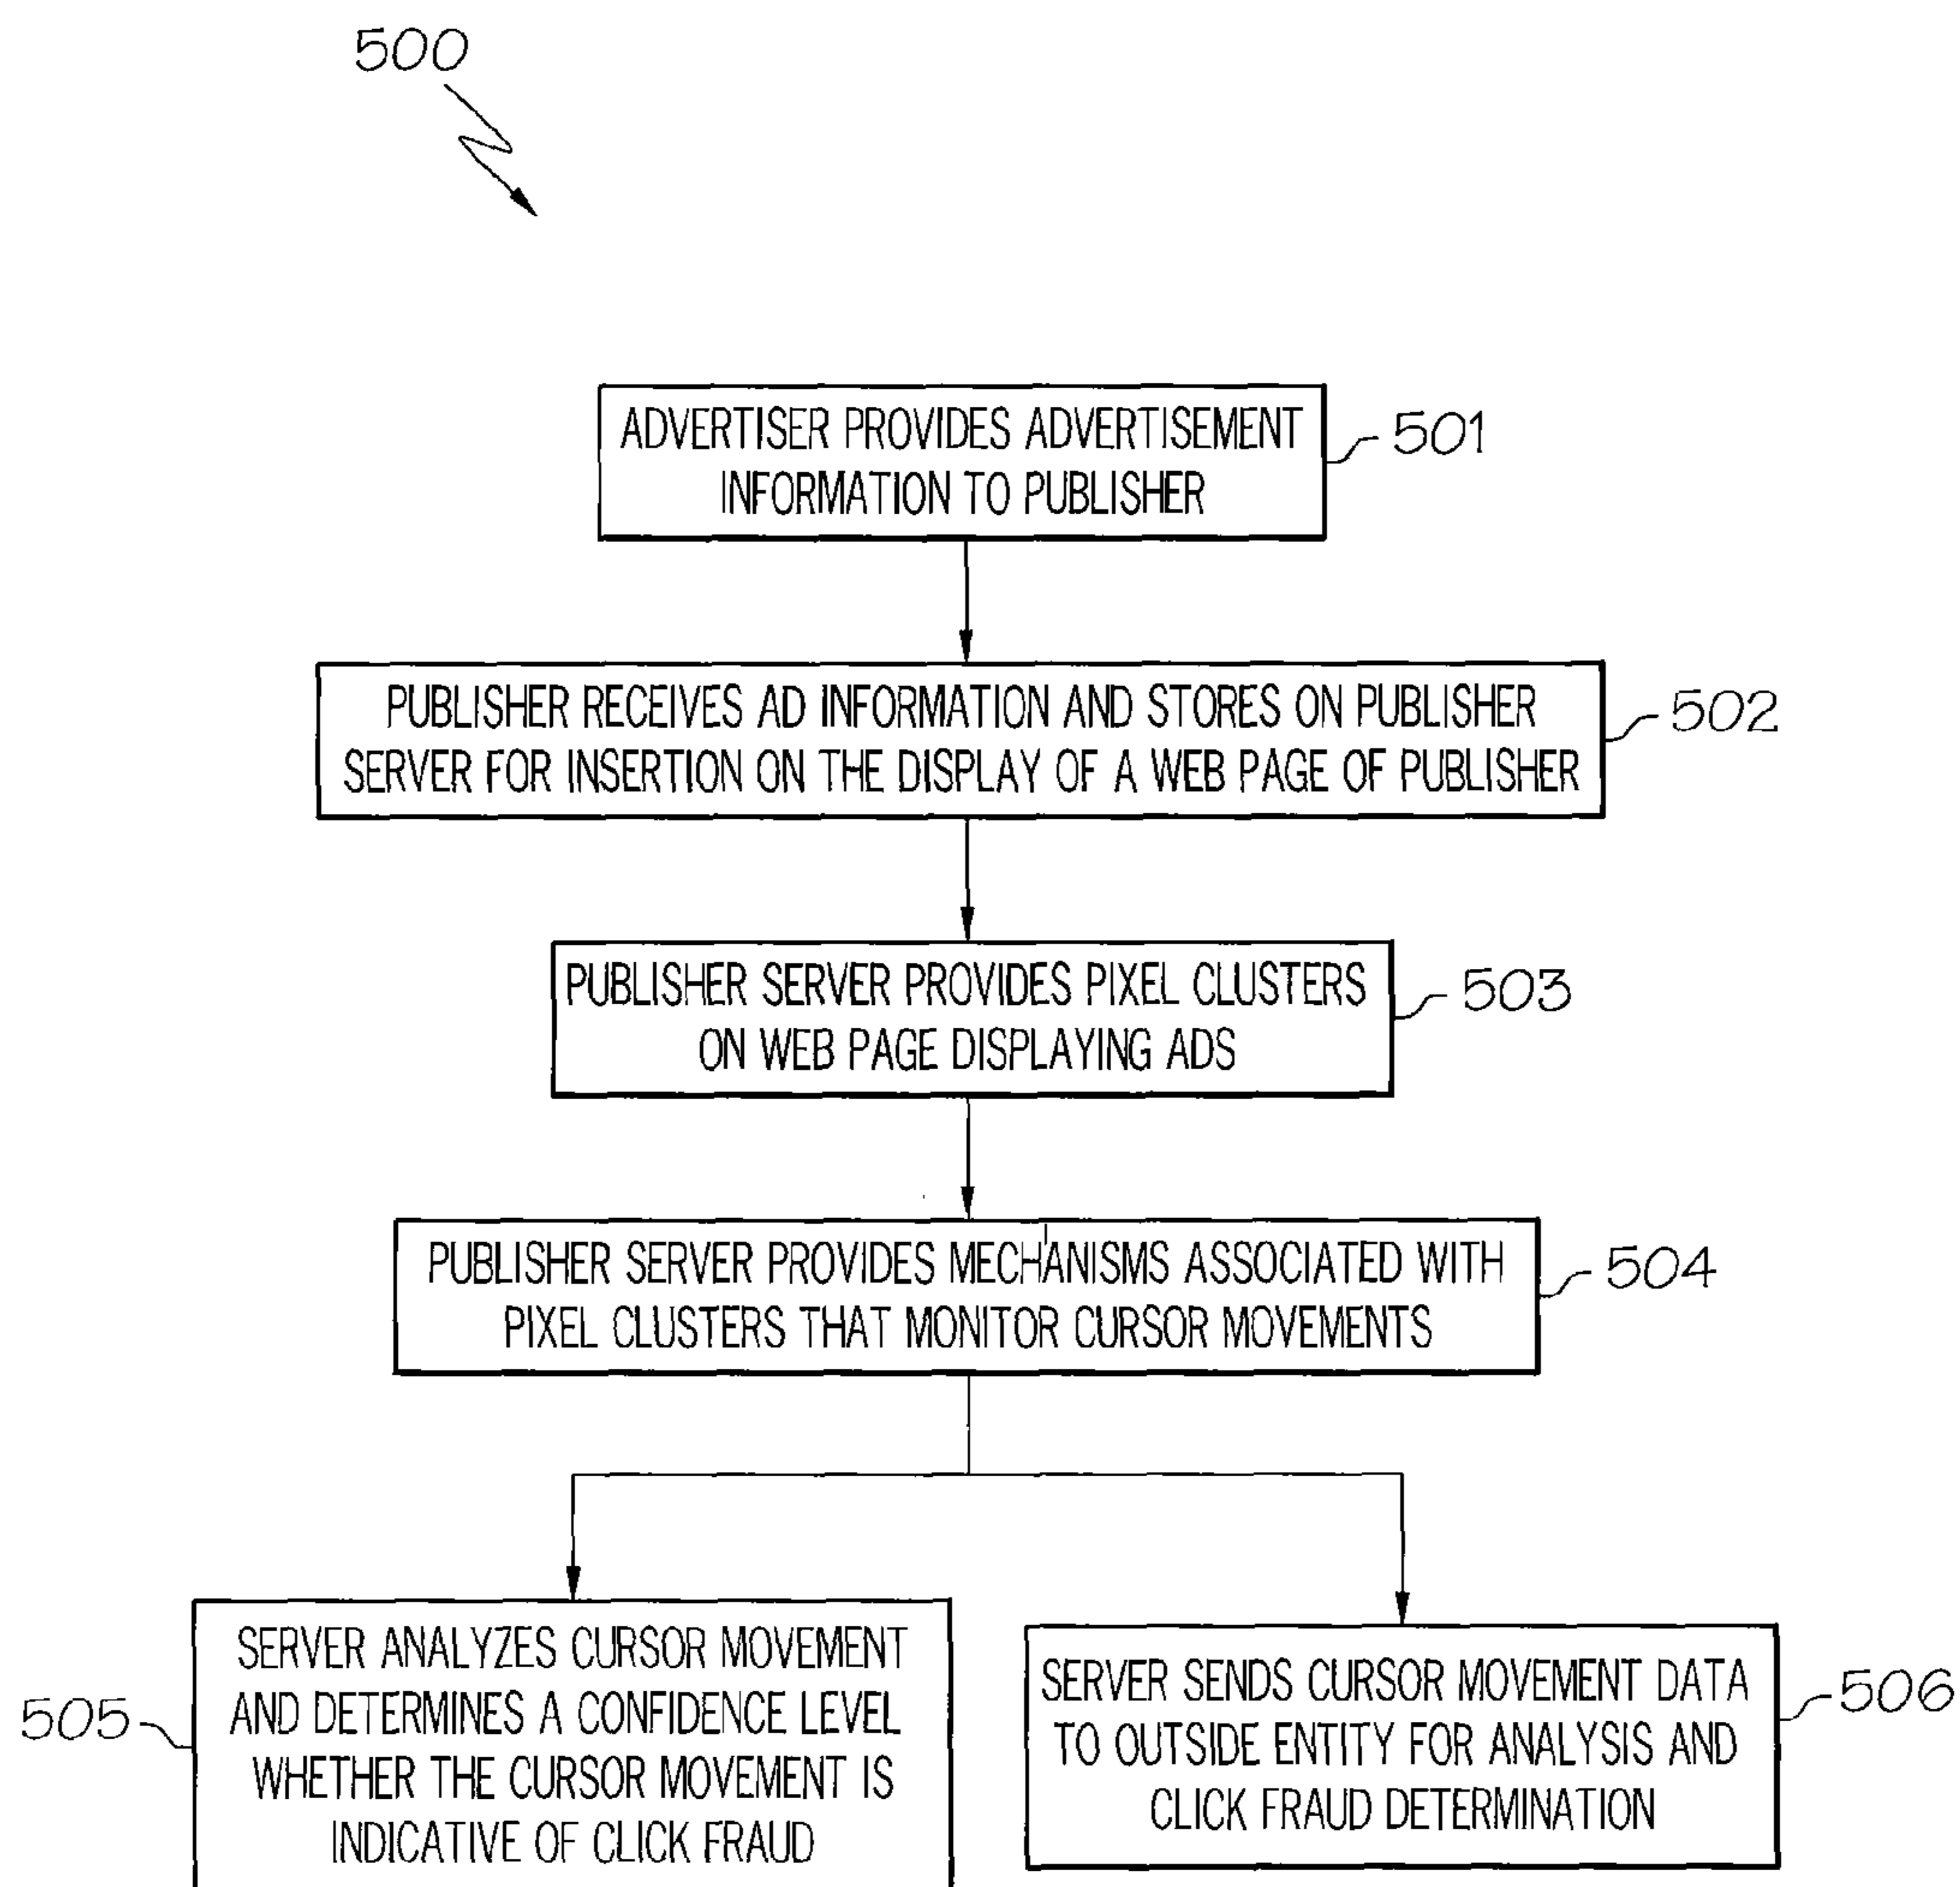 500
ADVERTISER PROVIDES ADVERTISEMENT
INFORMATION TO PUBLISHER
501
PUBLISHER RECEIVES AD INFORMATION AND STORES ON PUBLISHER
SERVER FOR INSERTION ON THE DISPLAY OF A WEB PAGE OF PUBLISHER
502
PUBLISHER SERVER PROVIDES PIXEL CLUSTERS
ON WEB PAGE DISPLAYING ADS
503
PUBLISHER SERVER PROVIDES MECHANISMS ASSOCIATED WITH
PIXEL CLUSTERS THAT MONITOR CURSOR MOVEMENTS
504
505
SERVER ANALYZES CURSOR MOVEMENT
AND DETERMINES A CONFIDENCE LEVEL
WHETHER THE CURSOR MOVEMENT IS
INDICATIVE OF CLICK FRAUD
SERVER SENDS CURSOR MOVEMENT DATA
TO OUTSIDE ENTITY FOR ANALYSIS AND
CLICK FRAUD DETERMINATION
506